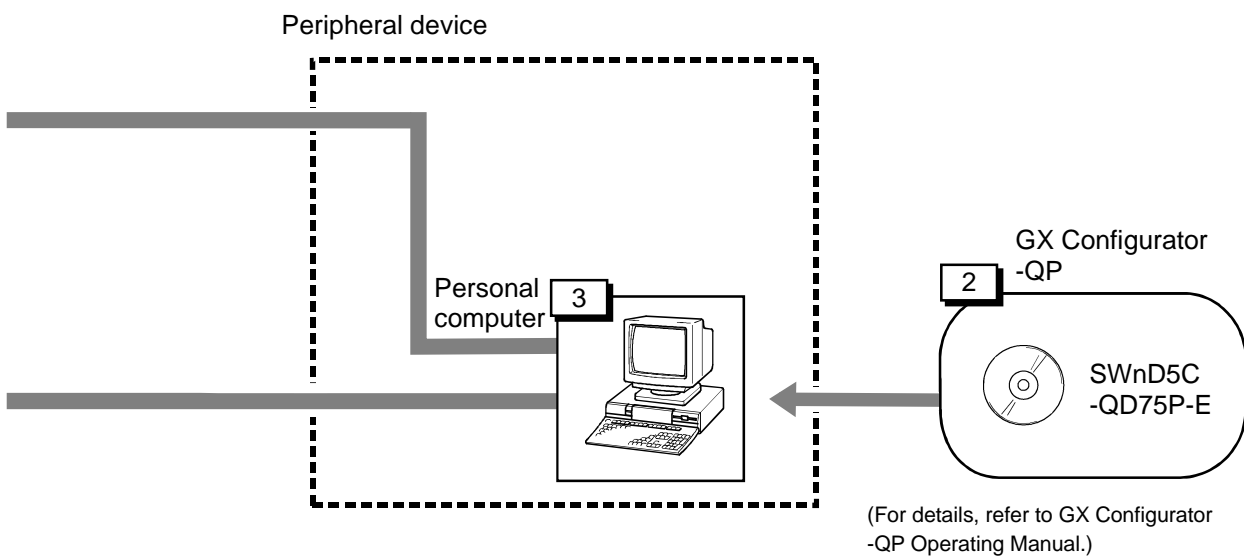 Peripheral device
GX Configurator
-QP
2
Personal
computer
3
SWnD5C
-QD75P-E
(For details, refer to GX Configurator
-QP Operating Manual.)